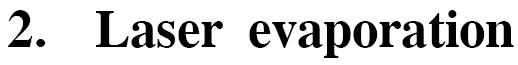 2. Laser evaporation